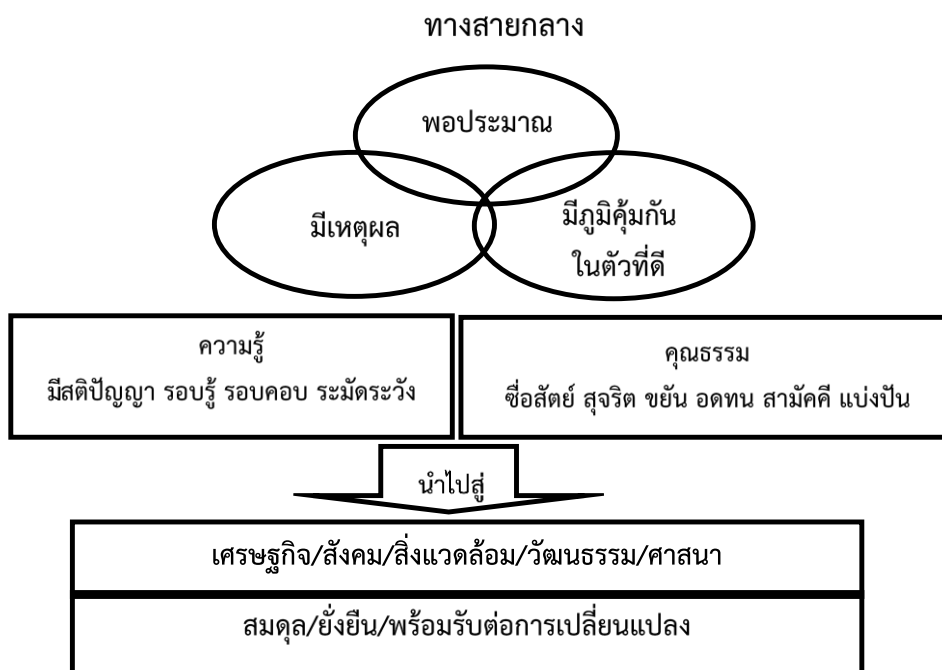 ทางสายกลาง
พอประมาณ
มีเหตุผล
มีภูมิคุ้มกัน
ในตัวที่ดี
ความรู้
มีสติปัญญา รอบรู้ รอบคอบ ระมัดระวัง
คุณธรรม
ซื่อสัตย์ สุจริต ขยัน อดทน สามัคคี แบ่งปัน
นำไปสู่
เศรษฐกิจ/สังคม/สิ่งแวดล้อม/วัฒนธรรม/ศาสนา
สมดุล/ยั่งยืน/พร้อมรับต่อการเปลี่ยนแปลง